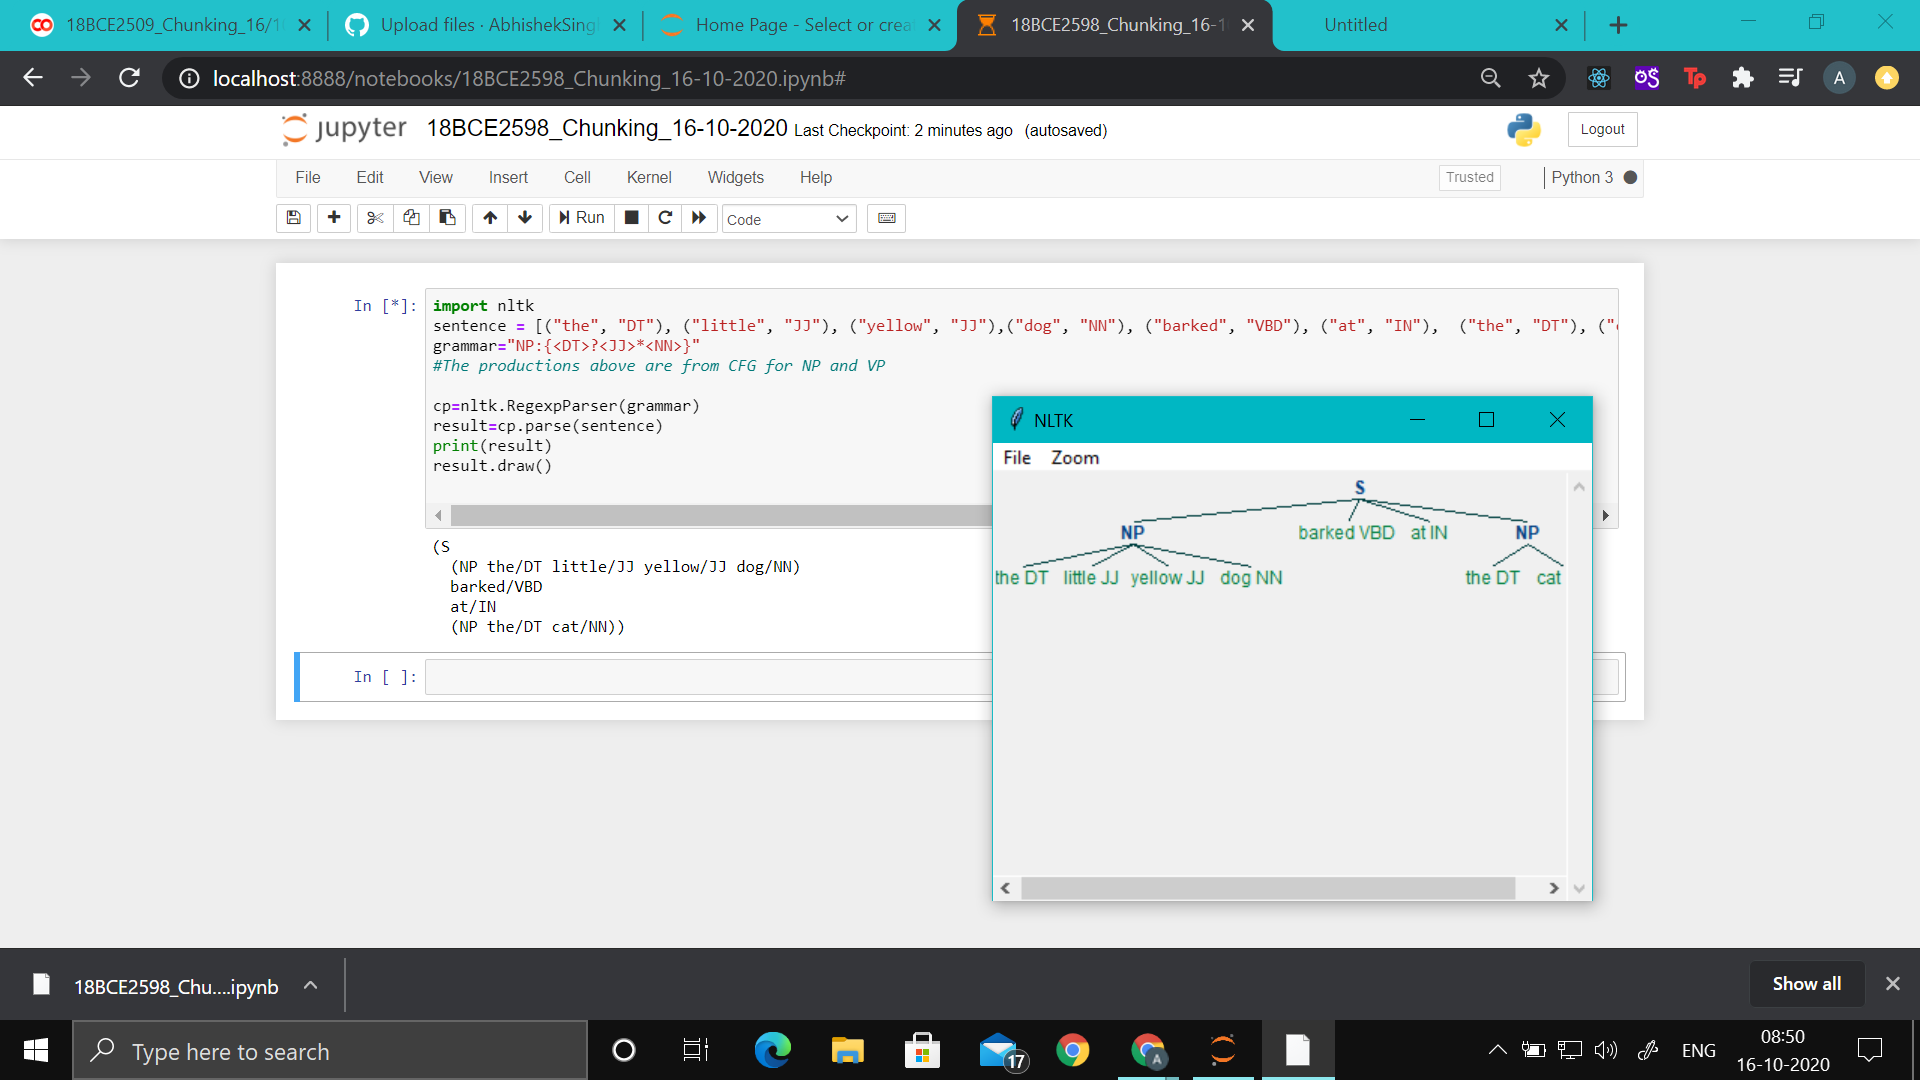 18BCE2509_Chunking_16/1
Upload files · AbhishekSing
Home Page - Select or crea
18BCE2598_Chunking_16-1
Untitled
localhost:8888/notebooks/18BCE2598_Chunking_16-10-2020.ipynb#
A
jupyter 18BCE2598_Chunking_16-10-2020 Last Checkpoint: 2 minutes ago (autosaved)
Logout
File Edit View Insert Cell Kernel Widgets Help
Trusted
Python 3
Run
Code
In [*]:
import nltk
sentence = [("the", "DT"), ("little", "JJ"), ("yellow", "JJ"),("dog", "NN"), ("barked", "VBD"), ("at", "IN"),  ("the", "DT"), ("
grammar="NP:{<DT>?<JJ>*<NN>}"
#The productions above are from CFG for NP and VP
cp=nltk.RegexpParser(grammar)
result=cp.parse(sentence)
print(result)
result.draw()
(S
  (NP the/DT little/JJ yellow/JJ dog/NN)
  barked/VBD
  at/IN
  (NP the/DT cat/NN))
In [ ]:
NLTK
File Zoom
S
NP barked VBD at IN NP
the DT little JJ yellow JJ dog NN the DT cat
18BCE2598_Chu....ipynb
Show all
Type here to search
17
A
ENG
08:50
16-10-2020